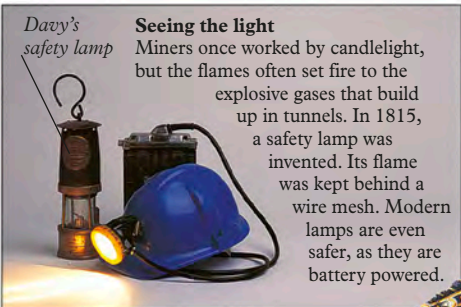 Davy's
safety lamp
Seeing the light
Miners once worked by candlelight,
but the flames often set fire to the
explosive gases that build
up in tunnels. In 1815,
a safety lamp was
invented. Its flame
was kept behind a
wire mesh. Modern
lamps are even
safer, as they are
battery powered.